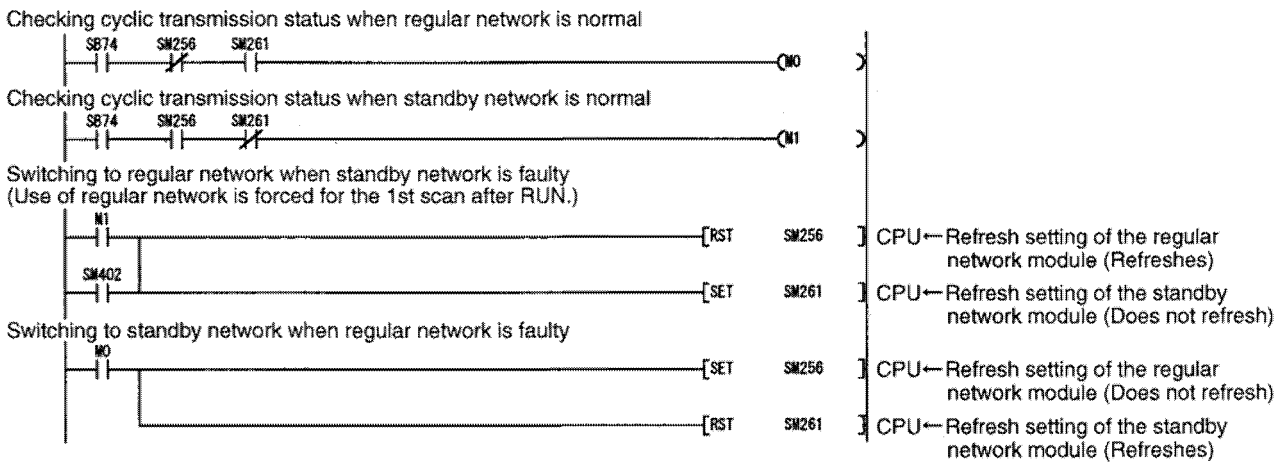 Checking cyclic transmission status when regular network is normal
SB74 SM256 SM261
M0
Checking cyclic transmission status when standby network is normal
SB74 SM256 SM261
M1
Switching to regular network when standby network is faulty
(Use of regular network is forced for the 1st scan after RUN.)
M1
[RST SM256 ] CPU←Refresh setting of the regular
network module (Refreshes)
SM402
[SET SM261 ] CPU←Refresh setting of the standby
network module (Does not refresh)
Switching to standby network when regular network is faulty
M0
[SET SM256 ] CPU←Refresh setting of the regular
network module (Does not refresh)
[RST SM261 ] CPU←Refresh setting of the standby
network module (Refreshes)